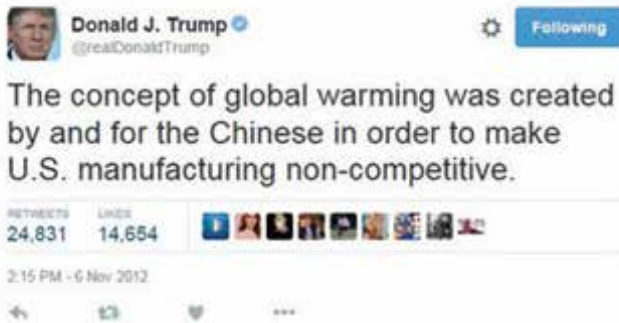 Donald J. Trump
@realDonaldTrump
Following
The concept of global warming was created
by and for the Chinese in order to make
U.S. manufacturing non-competitive.
RETWEETS LIKES
24,831 14,654
2:15 PM - 6 Nov 2012